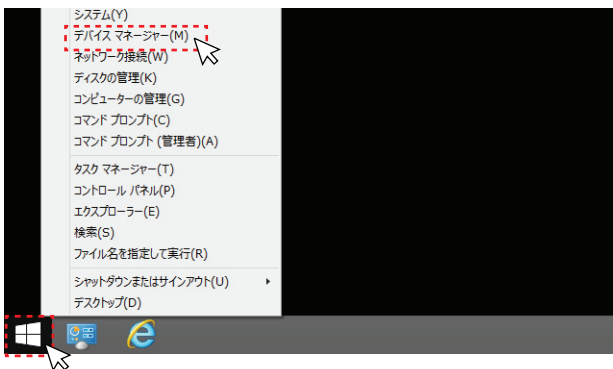 システム(Y)
デバイス マネージャー(M)
ネットワーク接続(W)
ディスクの管理(K)
コンピューターの管理(G)
コマンド プロンプト(C)
コマンド プロンプト (管理者)(A)
タスク マネージャー(T)
コントロール パネル(P)
エクスプローラー(E)
検索(S)
ファイル名を指定して実行(R)
シャットダウンまたはサインアウト(U)
デスクトップ(D)